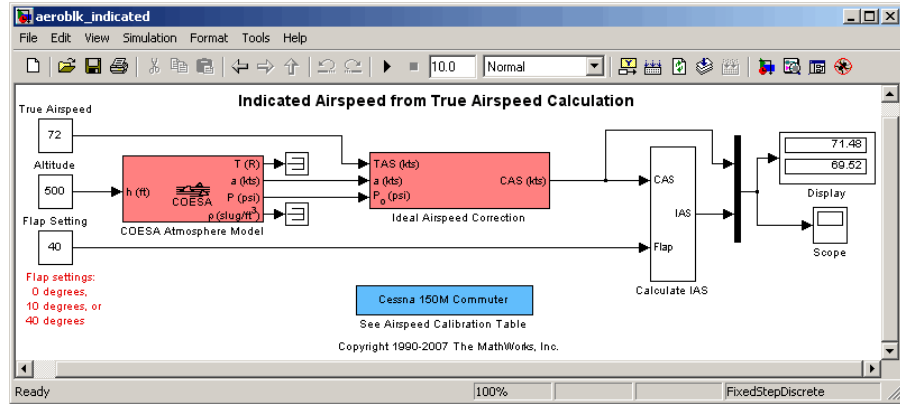 aeroblk_indicated
File Edit View Simulation Format Tools Help
10.0 Normal
Indicated Airspeed from True Airspeed Calculation
True Airspeed
72
Altitude
500
Flap Setting
40
Flap settings:
0 degrees,
10 degrees, or
40 degrees
h (ft)
COESA
T (R)
a (kts)
P (psi)
ρ (slug/ft³)
COESA Atmosphere Model
TAS (kts)
a (kts)
P₀ (psi)
CAS (kts)
Ideal Airspeed Correction
CAS
IAS
Flap
Calculate IAS
71.48
69.52
Display
Scope
Cessna 150M Commuter
See Airspeed Calibration Table
Copyright 1990-2007 The MathWorks, Inc.
Ready
100%
FixedStepDiscrete